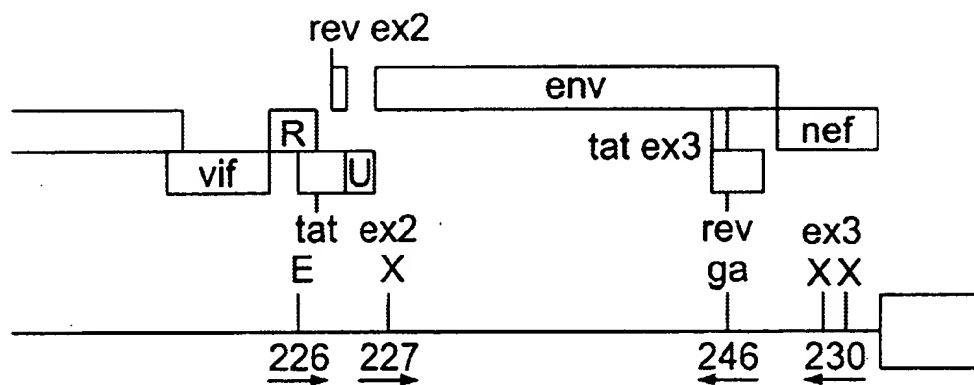 rev ex2
env
R
tat ex3
nef
vif
U
tat ex2
rev ex3
E X ga X X
226 227 246 230